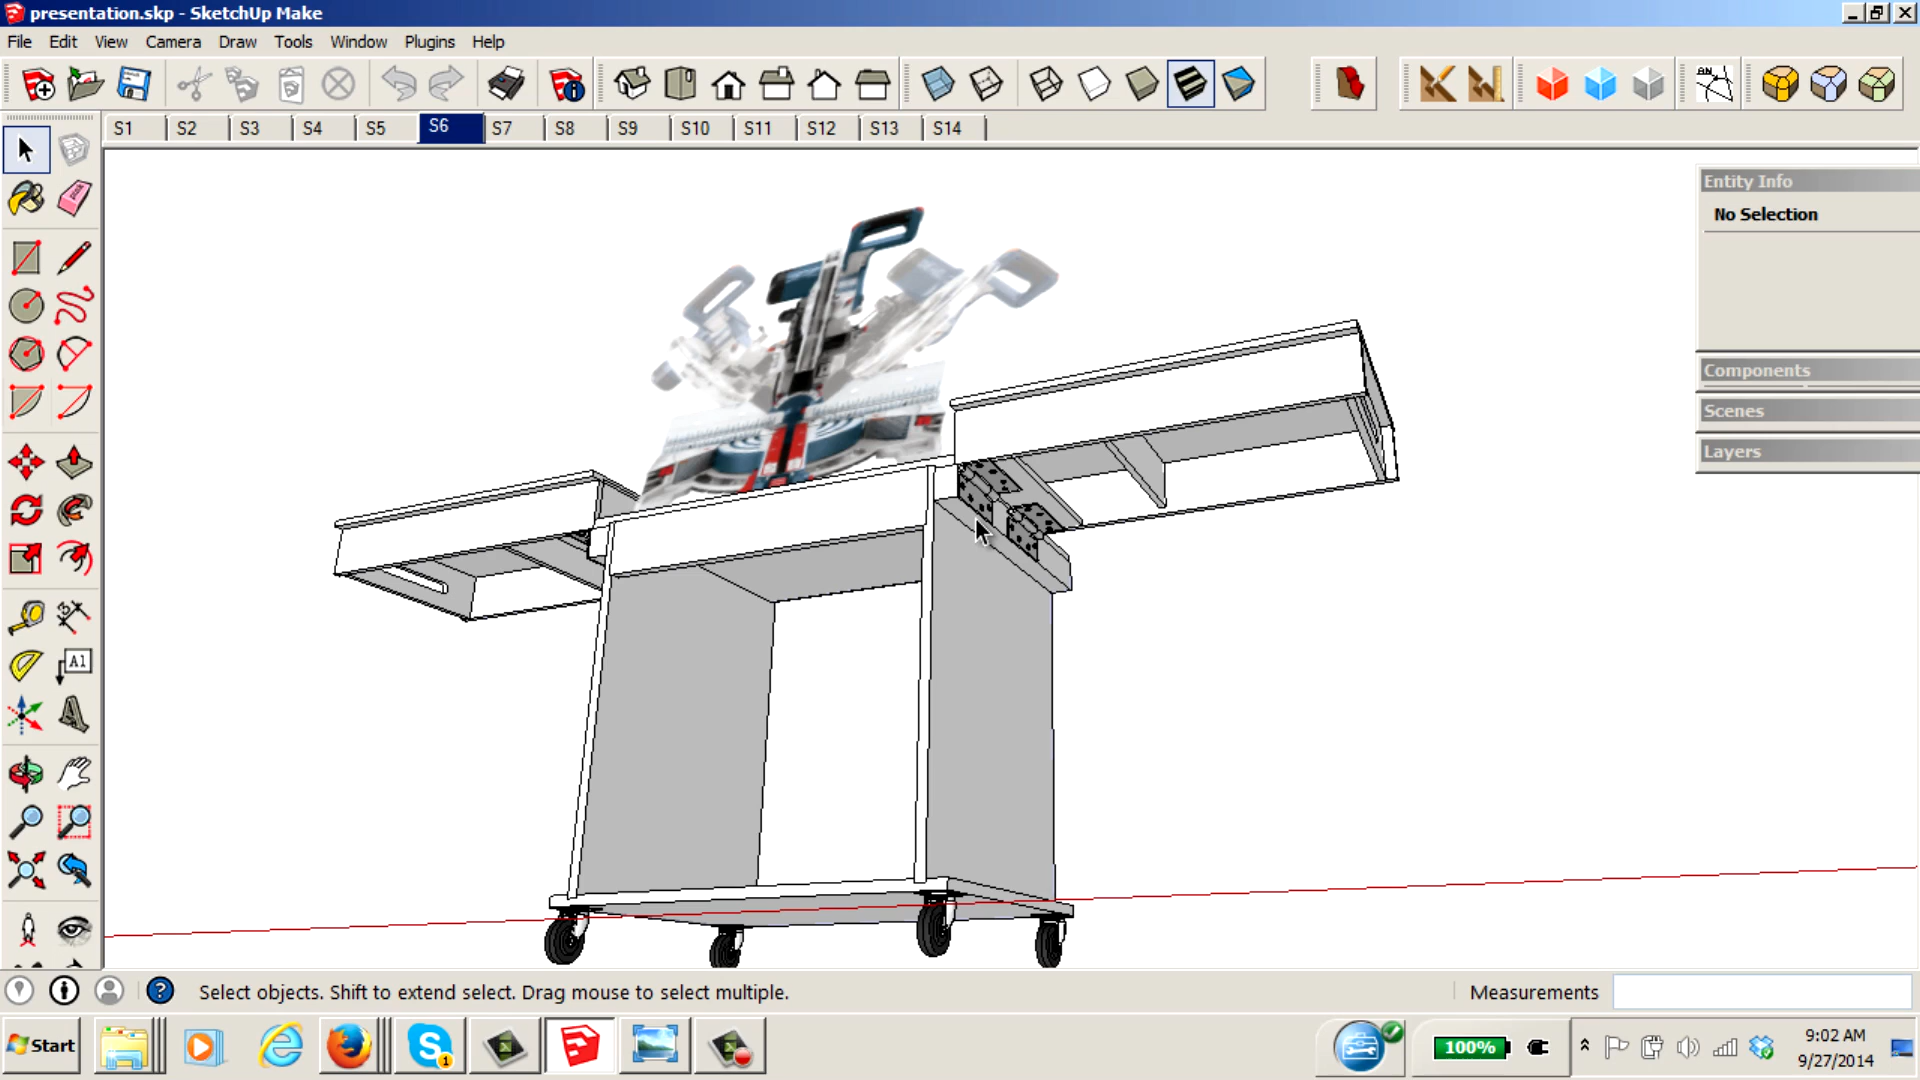 presentation.skp - SketchUp Make
File Edit View Camera Draw Tools Window Plugins Help
S1 S2 S3 S4 S5 S6 S7 S8 S9 S10 S11 S12 S13 S14
Entity Info
No Selection
Components
Scenes
Layers
A1
Select objects. Shift to extend select. Drag mouse to select multiple.
Measurements
Start
1
100%
9:02 AM
9/27/2014